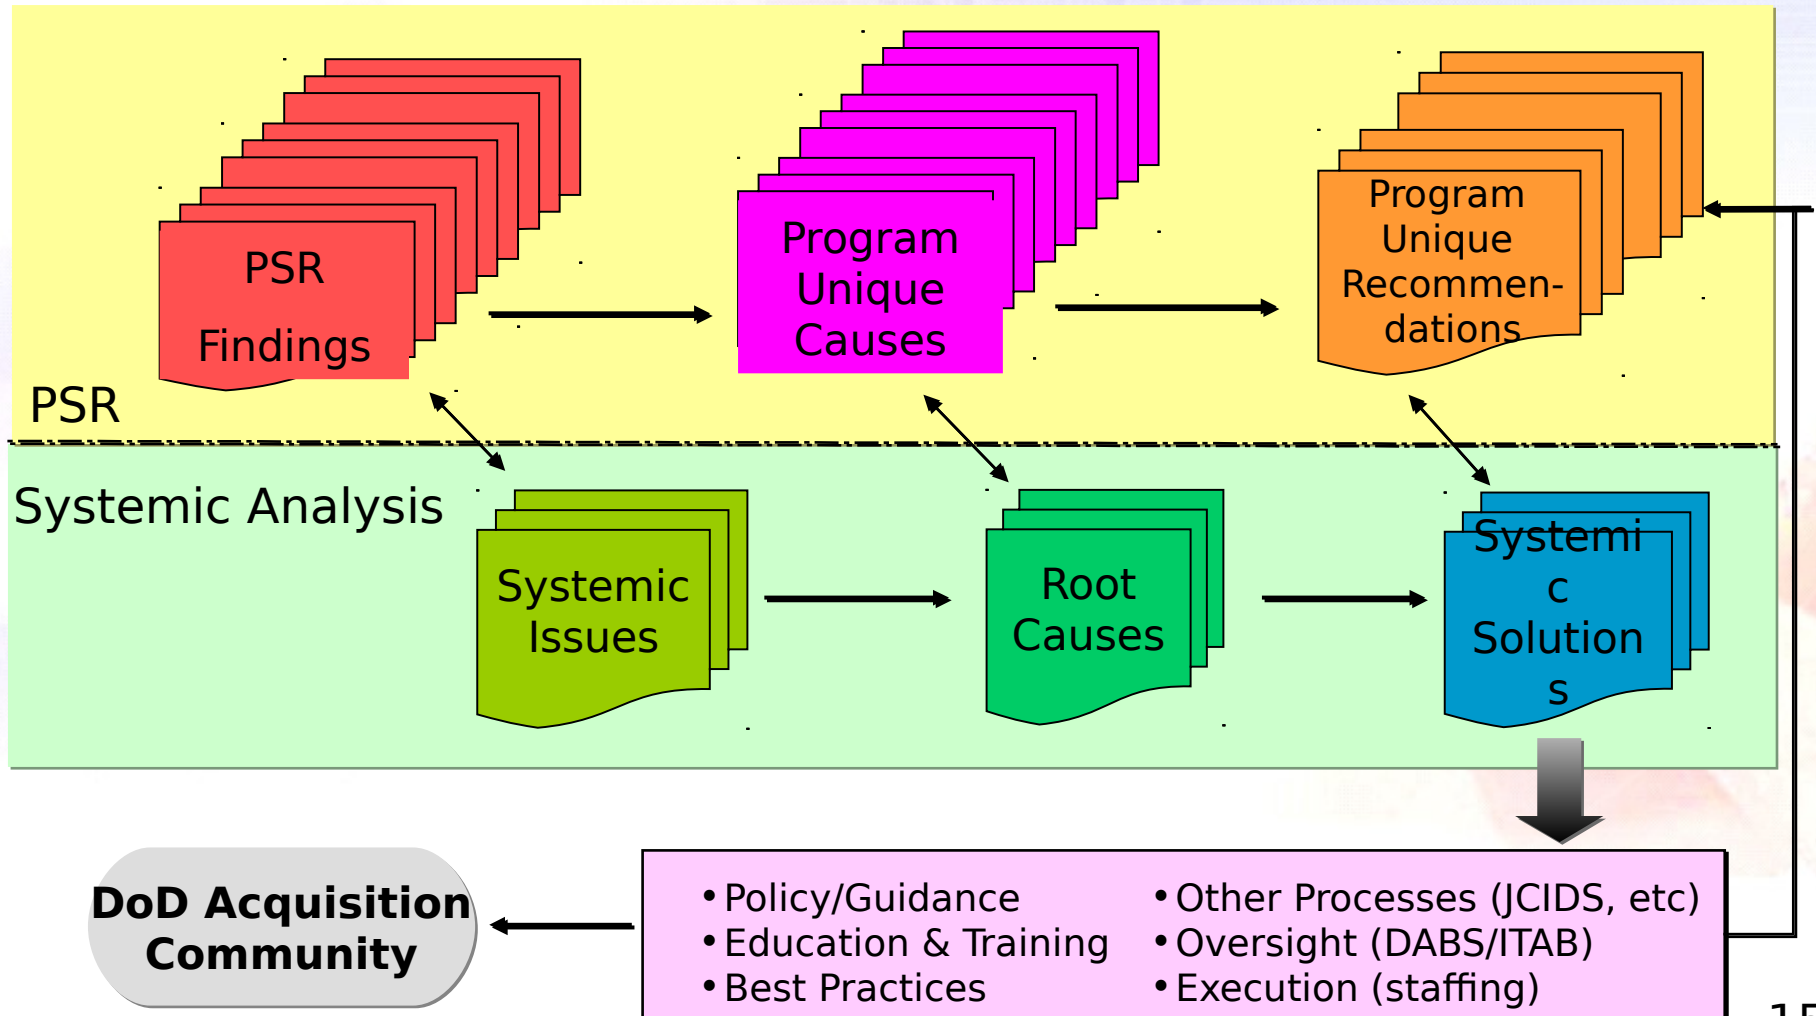 PSR
Findings
Program
Unique
Causes
Program
Unique
Recommen-
dations
PSR
Systemic Analysis
Systemic
Issues
Root
Causes
Systemi
c
Solution
s
DoD Acquisition
Community
•Policy/Guidance
•Education & Training
•Best Practices
•Other Processes (JCIDS, etc)
•Oversight (DABS/ITAB)
•Execution (staffing)